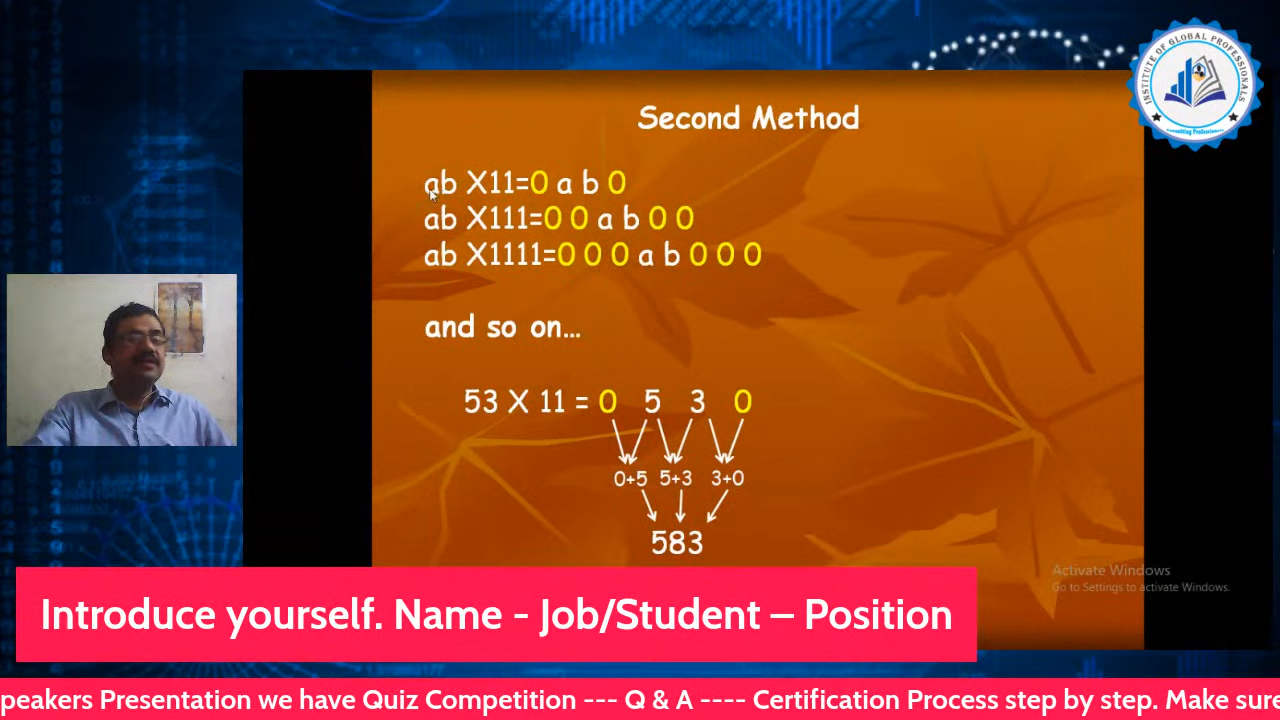 INSTITUTE OF GLOBAL PROFESSIONALS
Second Method
ab X11=0 a b 0
ab X111=0 0 a b 0 0
ab X1111=0 0 0 a b 0 0 0
and so on...
53 X 11 = 0 5 3 0
0+5 5+3 3+0
583
Activate Windows
Go to Settings to activate Windows.
Introduce yourself. Name - Job/Student – Position
peakers Presentation we have Quiz Competition --- Q & A ---- Certification Process step by step. Make sure